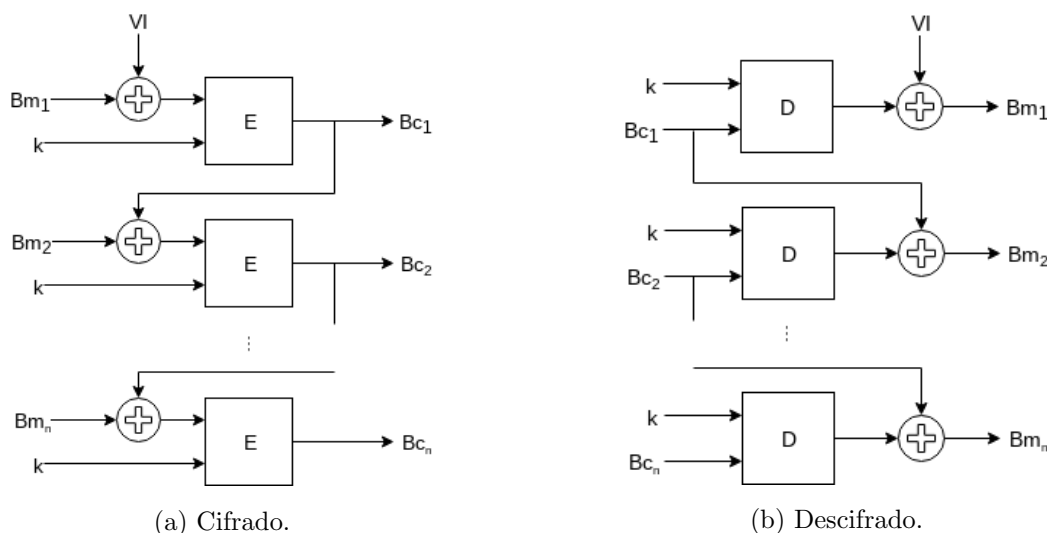 VI
Bm1
k
E
Bc1
Bm2
k
E
Bc2
Bmn
k
E
Bcn
(a) Cifrado.
VI
k
Bc1
D
Bm1
k
Bc2
D
Bm2
k
Bcn
D
Bmn
(b) Descifrado.